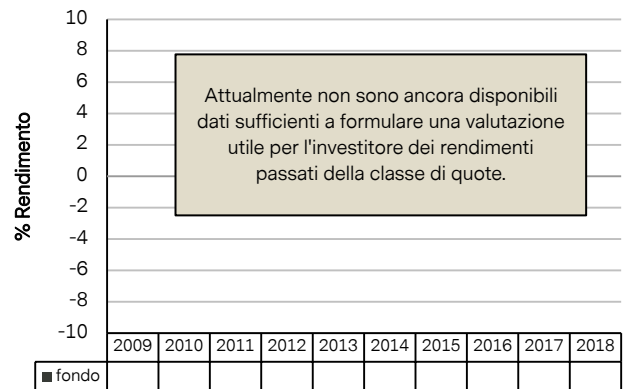 % Rendimento
10
8
6
4
2
0
-2
-4
-6
-8
-10
Attualmente non sono ancora disponibili
dati sufficienti a formulare una valutazione
utile per l'investitore dei rendimenti
passati della classe di quote.
2009 2010 2011 2012 2013 2014 2015 2016 2017 2018
fondo